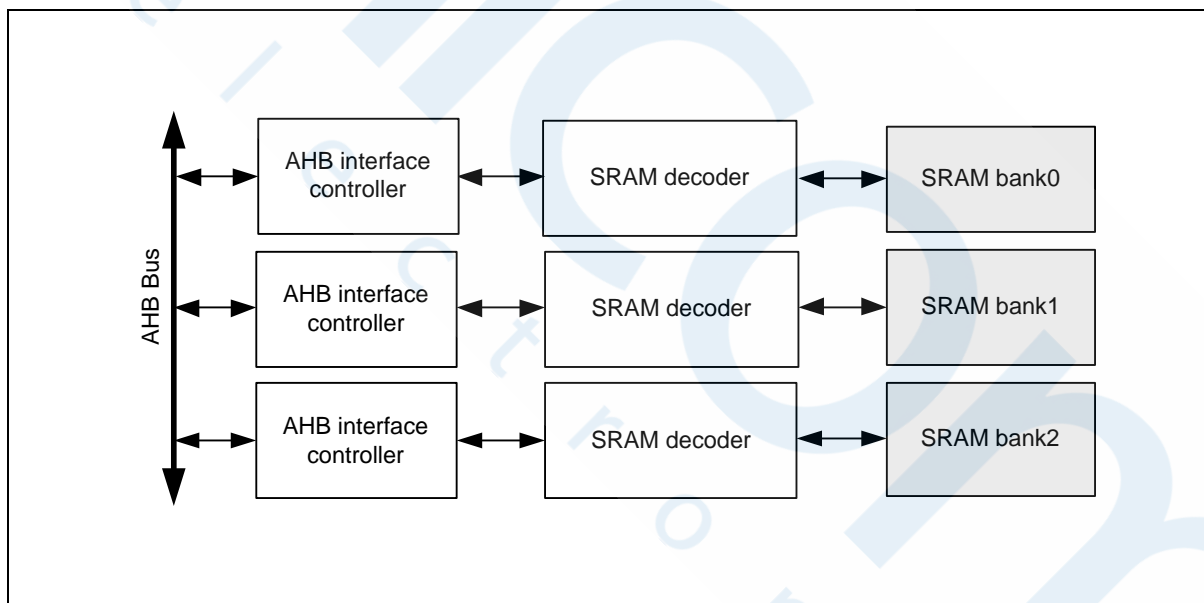 AHB Bus
AHB interface
controller
SRAM decoder
SRAM bank0
AHB interface
controller
SRAM decoder
SRAM bank1
AHB interface
controller
SRAM decoder
SRAM bank2